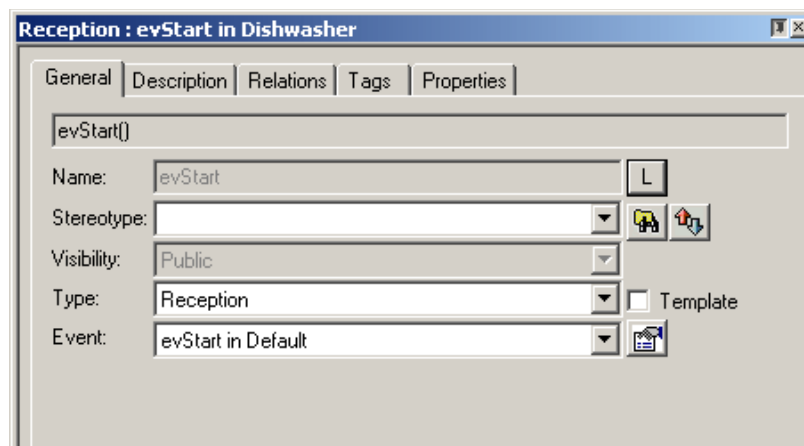 Reception : evStart in Dishwasher
General Description Relations Tags Properties
evStart()
Name: evStart L
Stereotype:
Visibility: Public
Type: Reception Template
Event: evStart in Default